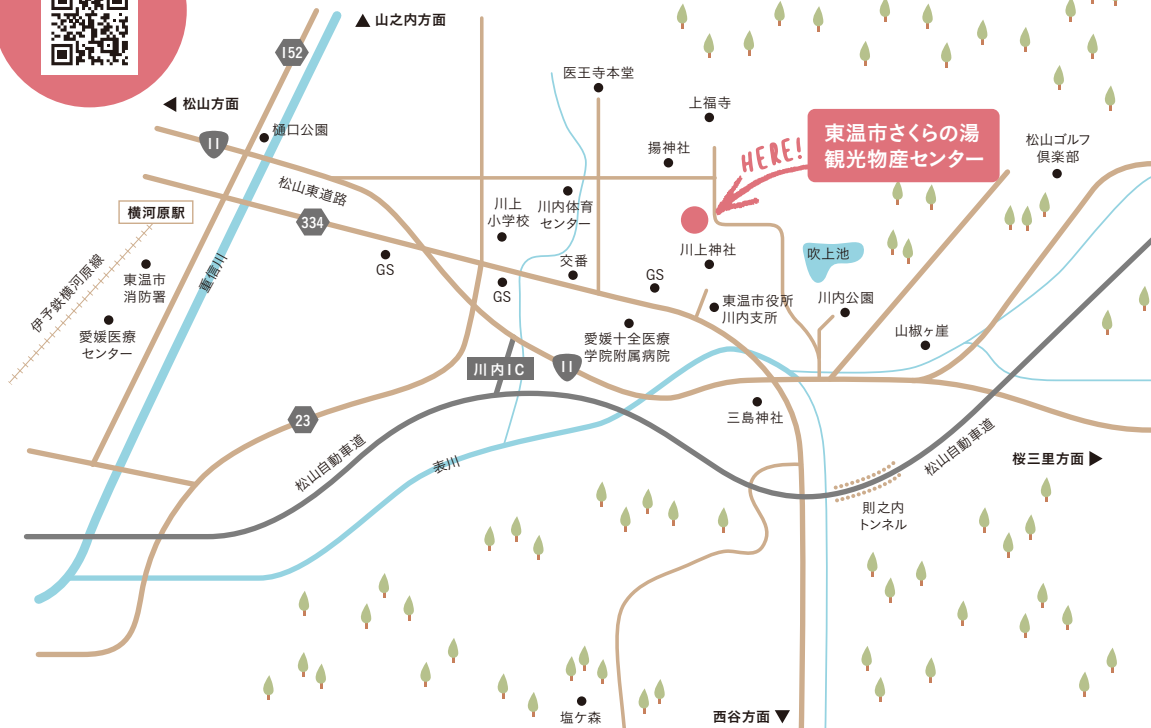 ▲ 山之内方面
152
◀ 松山方面
11
樋口公園
医王寺本堂
上福寺
揚神社
HERE!
東温市さくらの湯
観光物産センター
松山ゴルフ
倶楽部
松山東道路
334
横河原駅
川上
小学校
川内体育
センター
川上神社
吹上池
伊予鉄横河原線
東温市
消防署
重信川
GS
交番
GS
GS
東温市役所
川内支所
川内公園
愛媛医療
センター
愛媛十全医療
学院附属病院
山椒ヶ崖
川内IC
11
三島神社
23
松山自動車道
表川
松山自動車道
桜三里方面 ▶
則之内
トンネル
塩ケ森
西谷方面 ▼